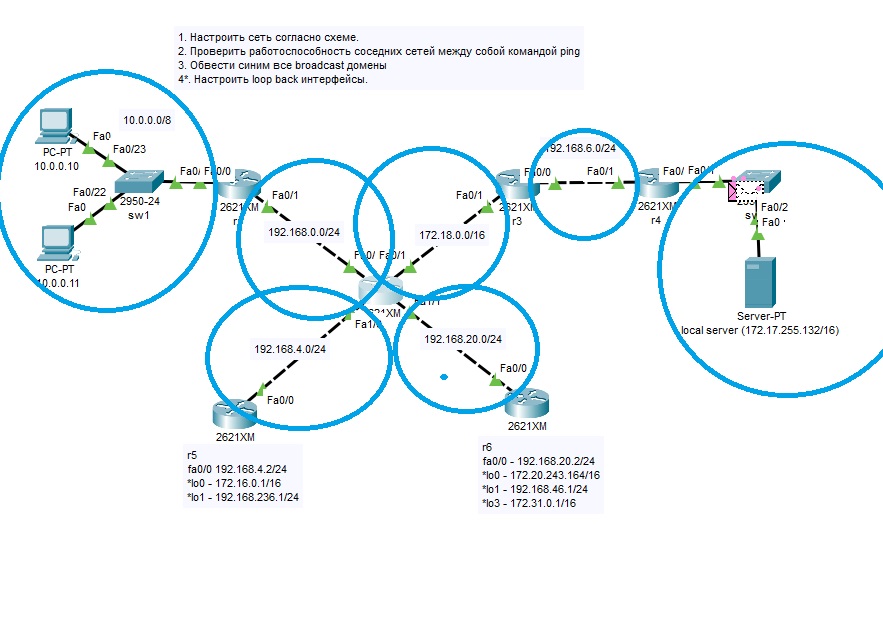 1. Настроить сеть согласно схеме.
2. Проверить работоспособность соседних сетей между собой командой ping
3. Обвести синим все broadcast домены
4*. Настроить loop back интерфейсы.
10.0.0.0/8
Fa0
PC-PT
10.0.0.10
Fa0/23
Fa0/22
Fa0
2950-24
sw1
PC-PT
10.0.0.11
Fa0/
Fa0/0
2621XM
Fa0/1
192.168.0.0/24
Fa0/
Fa0/1
172.18.0.0/16
Fa0/1
Fa0/0
2621XM
r3
192.168.6.0/24
Fa0/1
2621XM
r4
Fa0/
Fa0/1
Fa0/2
Fa0
Server-PT
local server (172.17.255.132/16)
2621XM
Fa1/0
Fa1/1
192.168.4.0/24
Fa0/0
2621XM
192.168.20.0/24
Fa0/0
2621XM
r5
fa0/0 192.168.4.2/24
*lo0 - 172.16.0.1/16
*lo1 - 192.168.236.1/24
r6
fa0/0 - 192.168.20.2/24
*lo0 - 172.20.243.164/16
*lo1 - 192.168.46.1/24
*lo3 - 172.31.0.1/16